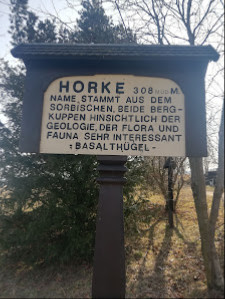 HORKE 308 M
NAME STAMMT AUS DEM
SORBISCHEN, BEIDE BERG-
KUPPEN HINSICHTLICH DER
GEOLOGIE, DER FLORA UND
FAUNA SEHR INTERESSANT
: BASALTHÜGEL -